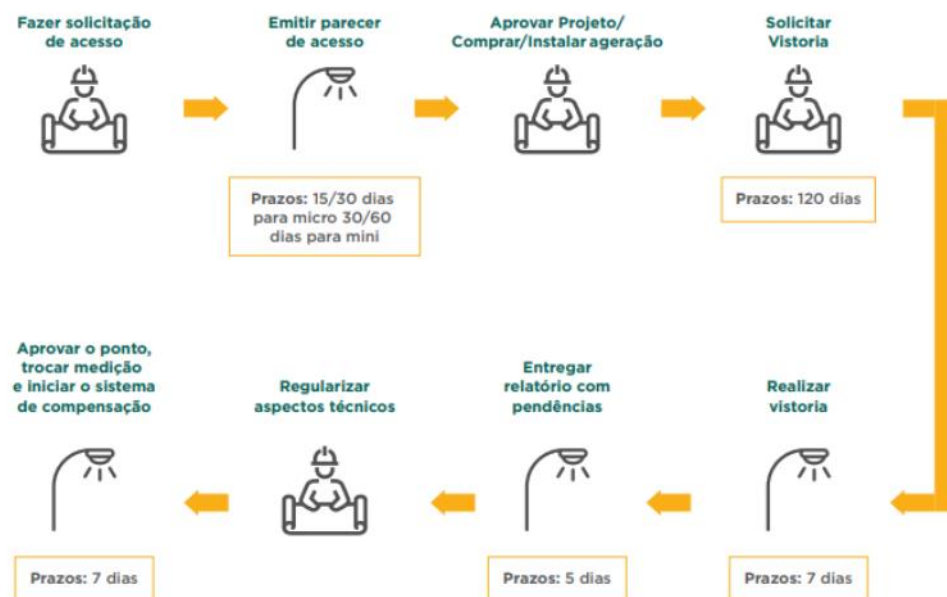 Fazer solicitação
de acesso
Emitir parecer
de acesso
Prazos: 15/30 dias
para micro 30/60
dias para mini
Aprovar Projeto/
Comprar/Instalar ageração
Solicitar
Vistoria
Prazos: 120 dias
Realizar
vistoria
Prazos: 7 dias
Entregar
relatório com
pendências
Prazos: 5 dias
Regularizar
aspectos técnicos
Aprovar o ponto,
trocar medição
e iniciar o sistema
de compensação
Prazos: 7 dias